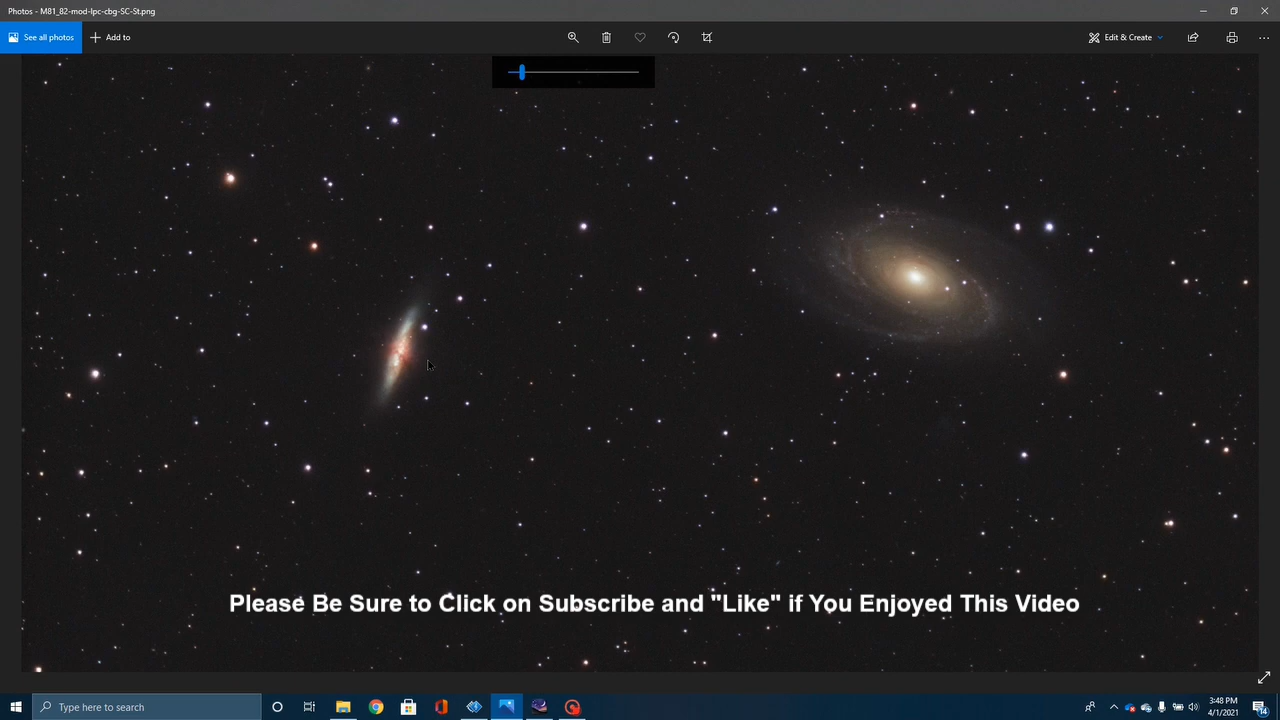 Photos - M81_82-mod-lpc-cbg-SC-St.png
See all photos
Add to
Edit & Create
Please Be Sure to Click on Subscribe and "Like" if You Enjoyed This Video
Type here to search
3:48 PM
4/1/2021
14